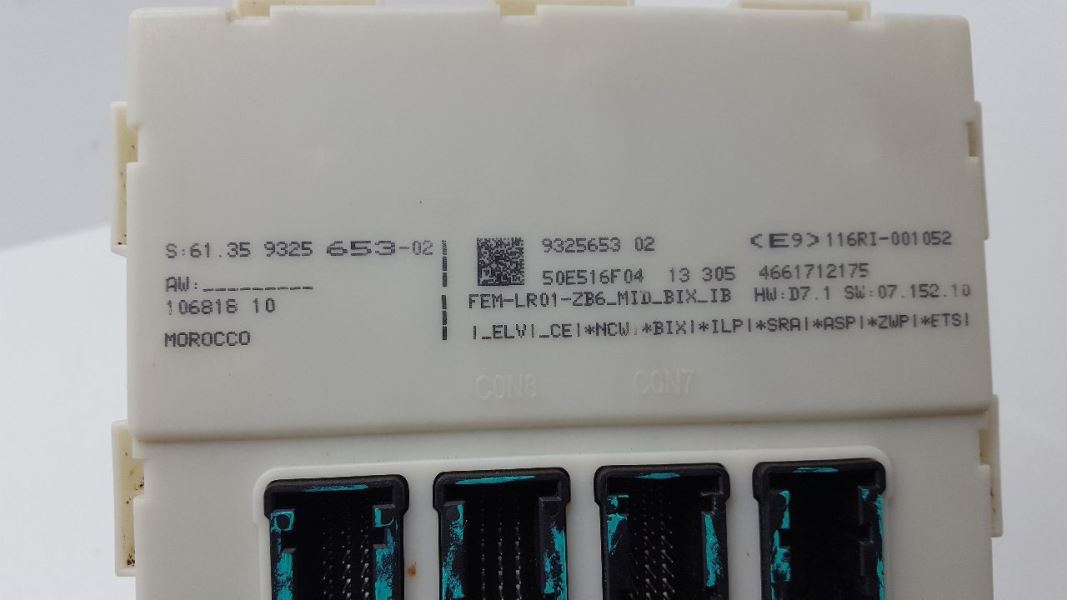 S:61.35 9325 653-02
AW:_________
106818 10
MOROCCO
9325653 02 <E9>116RI-001052
50E516F04 13 305 4661712175
FEM-LR01-ZB6_MID_BIX_IB HW:D7.1 SW:07.152.10
|_ELV|_CE|*NCW|*BIX|*ILP|*SRA|*ASP|*ZWP|*ETS|
CON8 CON7